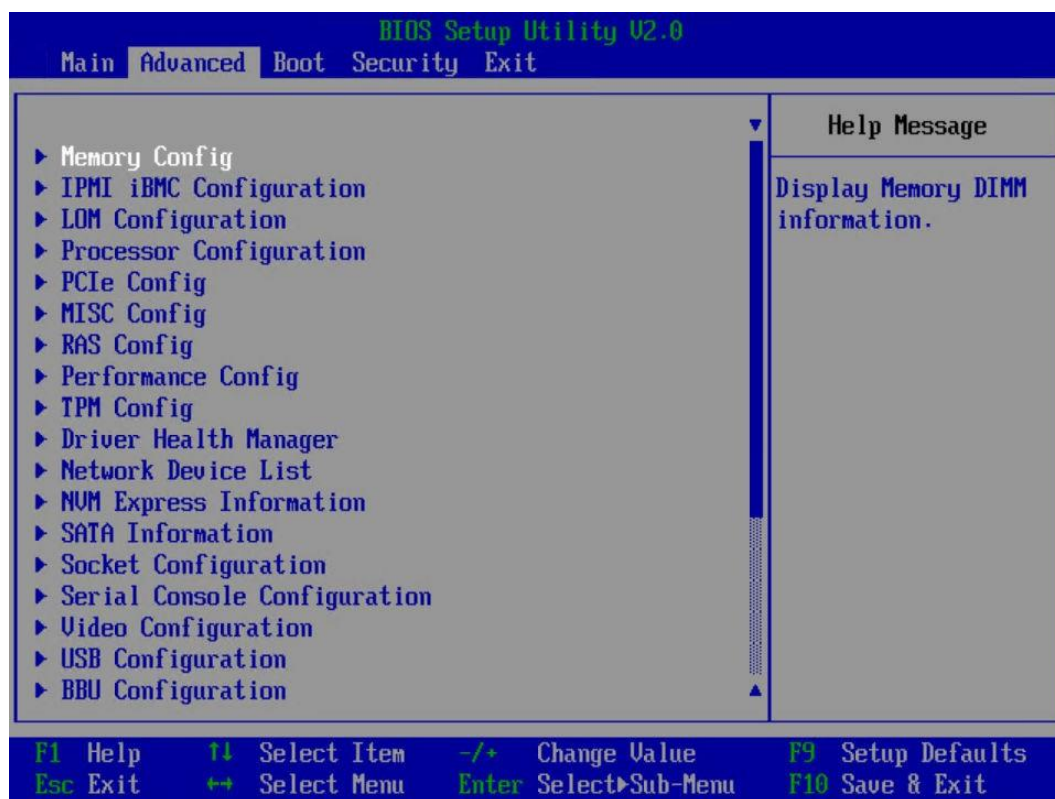 BIOS Setup Utility V2.0
Main Advanced Boot Security Exit
Help Message
Memory Config
Display Memory DIMM
information.
IPMI iBMC Configuration
LOM Configuration
Processor Configuration
PCIe Config
MISC Config
RAS Config
Performance Config
TPM Config
Driver Health Manager
Network Device List
NVM Express Information
SATA Information
Socket Configuration
Serial Console Configuration
Video Configuration
USB Configuration
BBU Configuration
F1 Help ↑↓ Select Item -/+ Change Value F9 Setup Defaults
Esc Exit ←→ Select Menu Enter Select▶Sub-Menu F10 Save & Exit